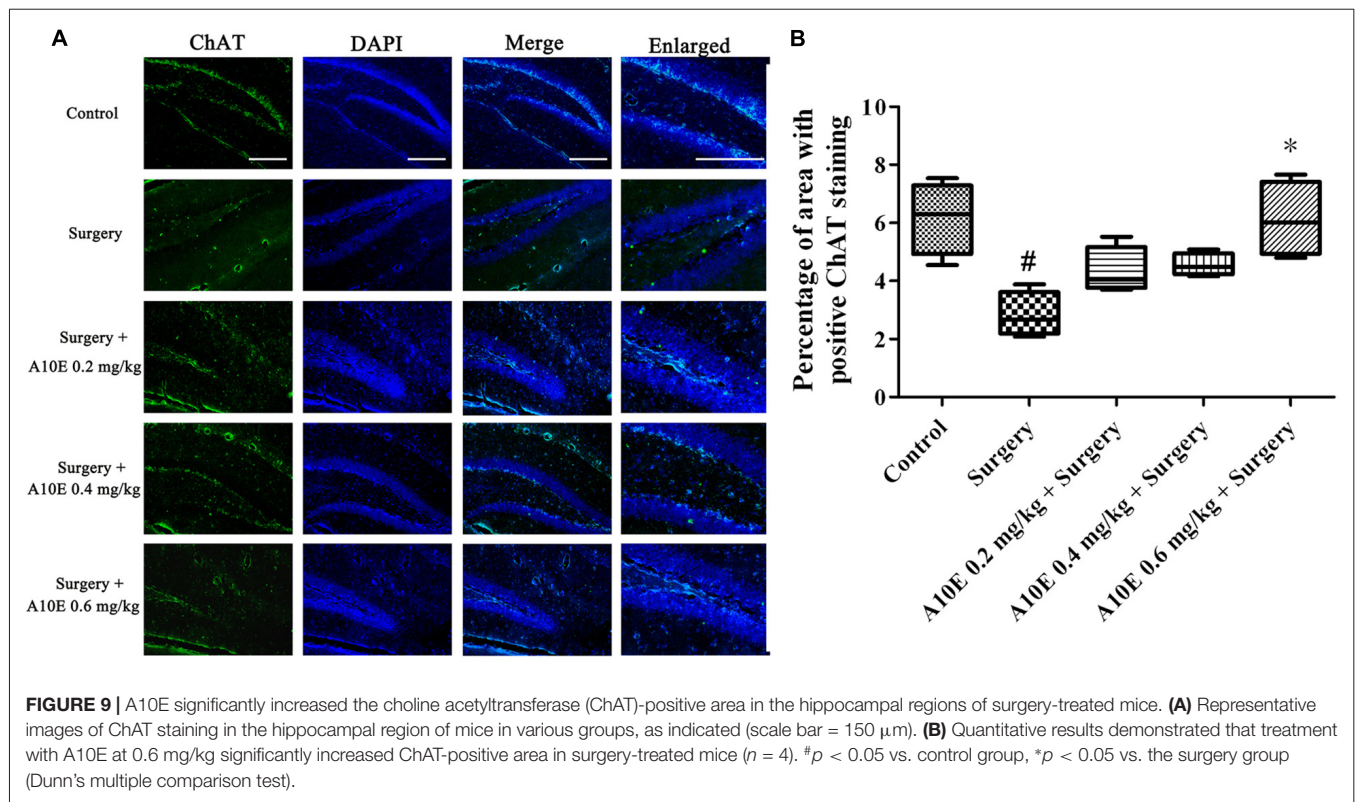 A
ChAT DAPI Merge Enlarged
Control
Surgery
Surgery +
A10E 0.2 mg/kg
Surgery +
A10E 0.4 mg/kg
Surgery +
A10E 0.6 mg/kg
B
Percentage of area with
positive ChAT staining
10
8
6
4
2
0
#
*
Control
Surgery
A10E 0.2 mg/kg + Surgery
A10E 0.4 mg/kg + Surgery
A10E 0.6 mg/kg + Surgery
FIGURE 9 | A10E significantly increased the choline acetyltransferase (ChAT)-positive area in the hippocampal regions of surgery-treated mice. (A) Representative
images of ChAT staining in the hippocampal region of mice in various groups, as indicated (scale bar = 150 μm). (B) Quantitative results demonstrated that treatment
with A10E at 0.6 mg/kg significantly increased ChAT-positive area in surgery-treated mice (n = 4). #p < 0.05 vs. control group, *p < 0.05 vs. the surgery group
(Dunn's multiple comparison test).